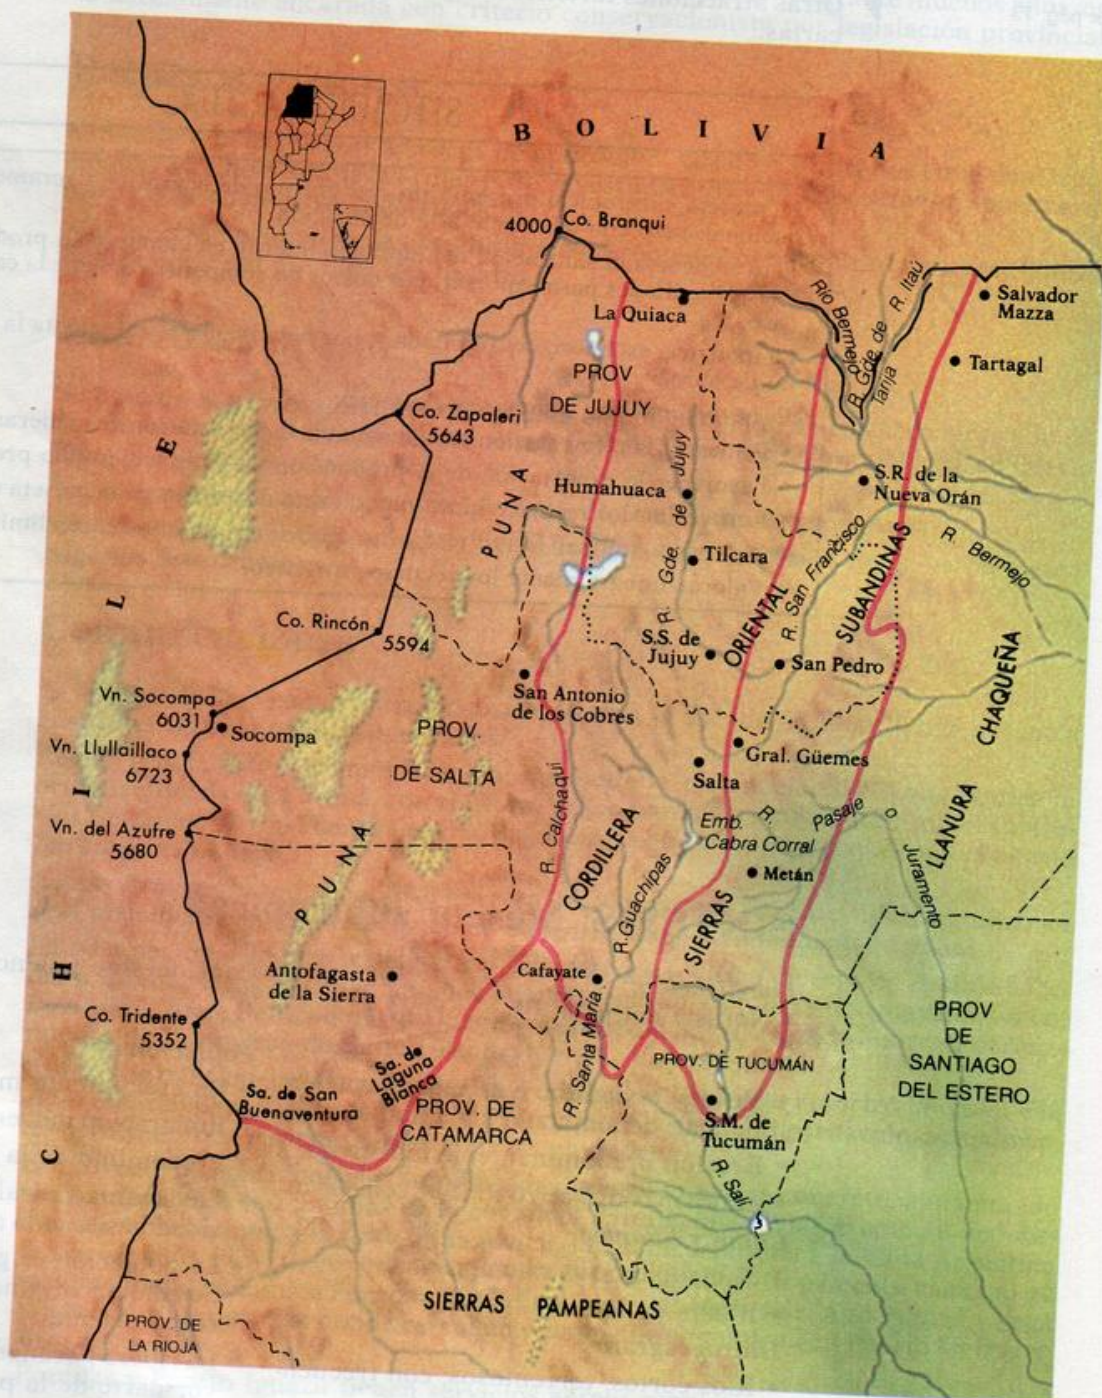 BOLIVIA
4000 Co. Branqui
La Quiaca
Río Bermejo
R. Gde. de
Tarija
R. Itaú
Salvador
Mazza
Tartagal
PROV
DE JUJUY
Co. Zapaleri
5643
PUNA
Humahuaca
R. Gde. de Jujuy
S.R. de la
Nueva Orán
R. Bermejo
Tilcara
R. San Francisco
SIERRAS SUBANDINAS
CHILE
Co. Rincón
5594
S.S. de
Jujuy
CORDILLERA ORIENTAL
San Pedro
San Antonio
de los Cobres
LLANURA CHAQUEÑA
Vn. Socompa
6031
Socompa
Vn. Llullaillaco
6723
PROV.
DE SALTA
Salta
Gral. Güemes
Vn. del Azufre
5680
R. Calchaquí
Emb.
Cabra Corral
R. Pasaje o Juramento
Metán
PUNA
R. Guachipas
Antofagasta
de la Sierra
Cafayate
Co. Tridente
5352
R. Santa María
PROV
DE
SANTIAGO
DEL ESTERO
PROV. DE TUCUMÁN
Sa. de
Laguna
Blanca
Sa. de San
Buenaventura
PROV. DE
CATAMARCA
S.M. de
Tucumán
R. Salí
SIERRAS PAMPEANAS
PROV. DE
LA RIOJA